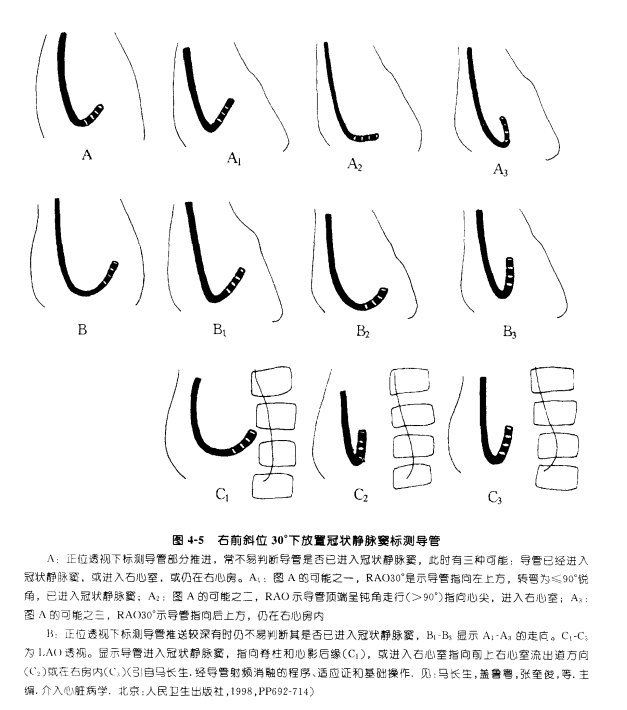 A
A₁
A₂
A₃
B
B₁
B₂
B₃
C₁
C₂
C₃
图 4-5 右前斜位 30°下放置冠状静脉窦标测导管
A：正位透视下标测导管部分推进，常不易判断导管是否已进入冠状静脉窦，此时有三种可能：导管已经进入
冠状静脉窦，或进入右心室，或仍在右心房。A₁：图 A 的可能之一，RAO30°是示导管指向左上方，转弯为≤90°锐
角，已进入冠状静脉窦；A₂：图 A 的可能之二，RAO 示导管顶端呈钝角走行(＞90°)指向心尖，进入右心室；A₃：
图 A 的可能之三，RAO30°示导管指向后上方，仍在右心房内
B：正位透视下标测导管推送较深有时仍不易判断其是否已进入冠状静脉窦，B₁-B₃ 显示 A₁-A₃ 的走向。C₁-C₃
为 LAO 透视。显示导管进入冠状静脉窦，指向脊柱和心影后缘(C₁)，或进入右心室指向前上右心室流出道方向
(C₂)或在右房内(C₃)(引自马长生．经导管射频消融的程序、适应证和基础操作．见：马长生，盖鲁粤，张奎俊，等．主
编．介入心脏病学．北京：人民卫生出版社，1998，PP692-714)